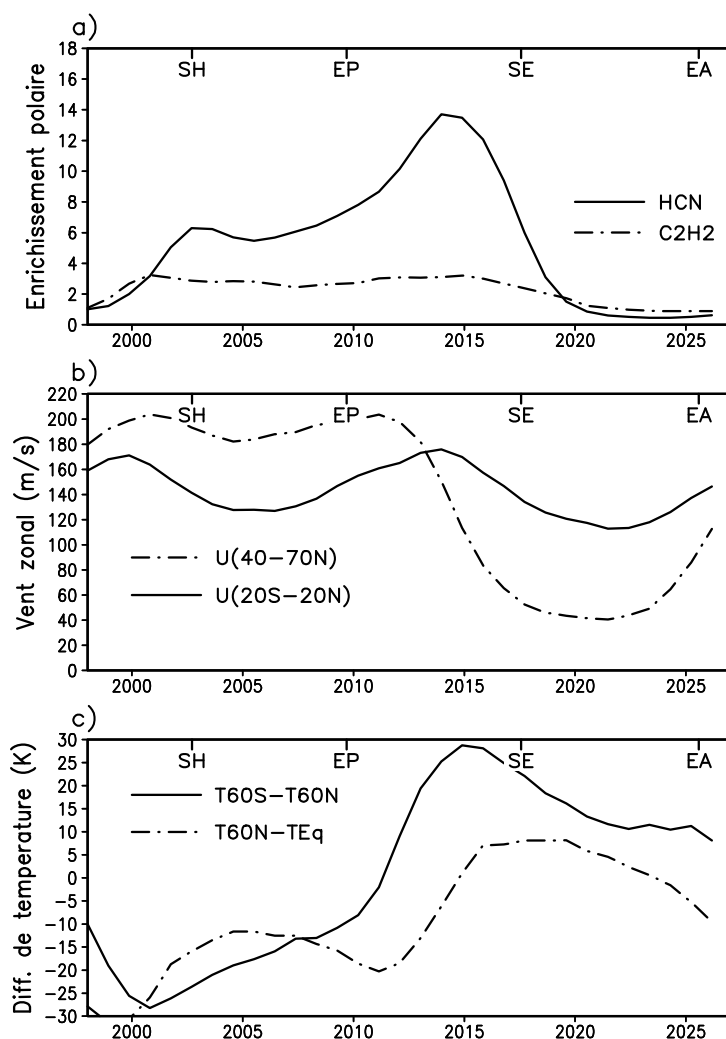 a)
Enrichissement polaire
18
16
14
12
10
8
6
4
2
0
SH EP SE EA
HCN
C2H2
2000 2005 2010 2015 2020 2025
b)
Vent zonal (m/s)
220
200
180
160
140
120
100
80
60
40
20
0
SH EP SE EA
U(40−70N)
U(20S−20N)
2000 2005 2010 2015 2020 2025
c)
Diff. de temperature (K)
30
25
20
15
10
5
0
−5
−10
−15
−20
−25
−30
SH EP SE EA
T60S−T60N
T60N−TEq
2000 2005 2010 2015 2020 2025